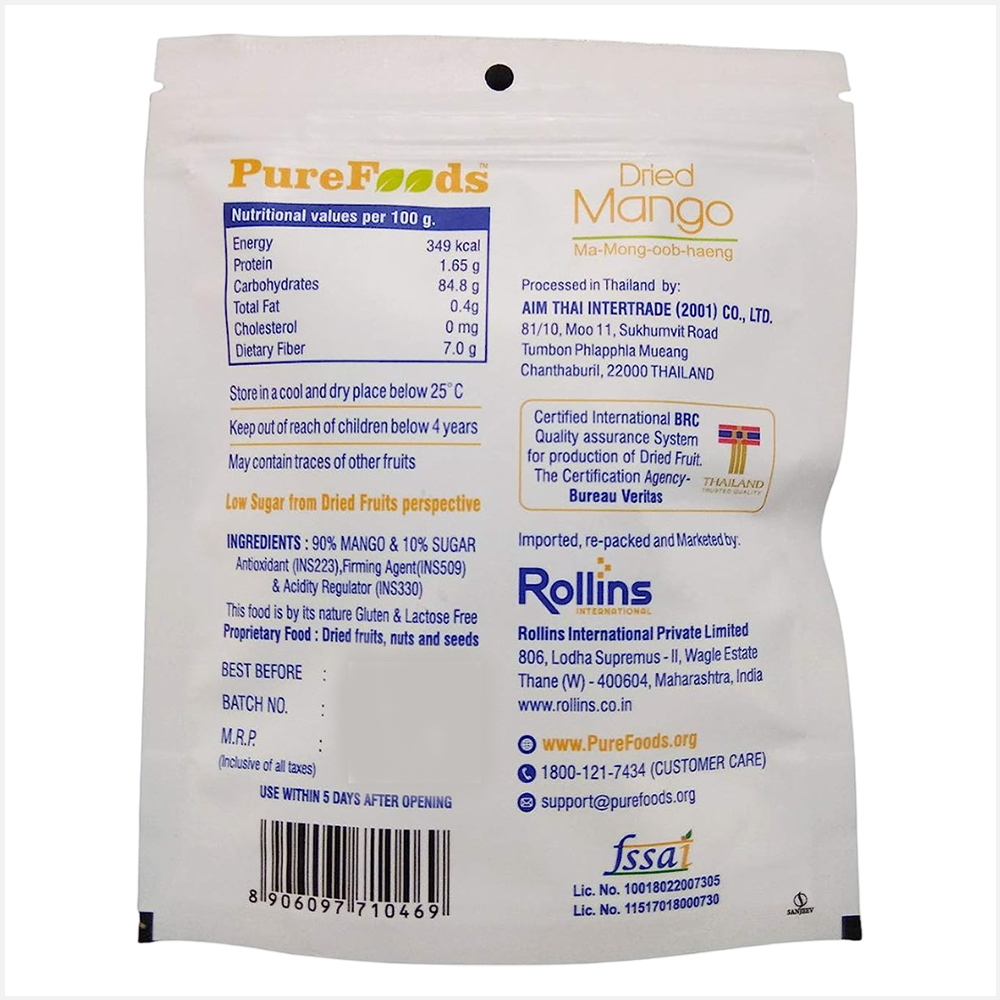 PureFoods™
Nutritional values per 100 g.
Energy 349 kcal
Protein 1.65 g
Carbohydrates 84.8 g
Total Fat 0.4g
Cholesterol 0 mg
Dietary Fiber 7.0 g
Store in a cool and dry place below 25°C
Keep out of reach of children below 4 years
May contain traces of other fruits
Low Sugar from Dried Fruits perspective
INGREDIENTS : 90% MANGO & 10% SUGAR
Antioxidant (INS223),Firming Agent(INS509)
& Acidity Regulator (INS330)
This food is by its nature Gluten & Lactose Free
Proprietary Food : Dried fruits, nuts and seeds
BEST BEFORE :
BATCH NO. :
M.R.P. :
(Inclusive of all taxes)
USE WITHIN 5 DAYS AFTER OPENING
8 906097 710469
Dried
Mango
Ma-Mong-oob-haeng
Processed in Thailand by:
AIM THAI INTERTRADE (2001) CO., LTD.
81/10, Moo 11, Sukhumvit Road
Tumbon Phlapphla Mueang
Chanthaburil, 22000 THAILAND
Certified International BRC
Quality assurance System
for production of Dried Fruit.
The Certification Agency-
Bureau Veritas
THAILAND
TRUSTED QUALITY
Imported, re-packed and Marketed by:
Rollins
INTERNATIONAL
Rollins International Private Limited
806, Lodha Supremus - II, Wagle Estate
Thane (W) - 400604, Maharashtra, India
www.rollins.co.in
www.PureFoods.org
1800-121-7434 (CUSTOMER CARE)
support@purefoods.org
fssai
Lic. No. 10018022007305
Lic. No. 11517018000730
SANJEEV